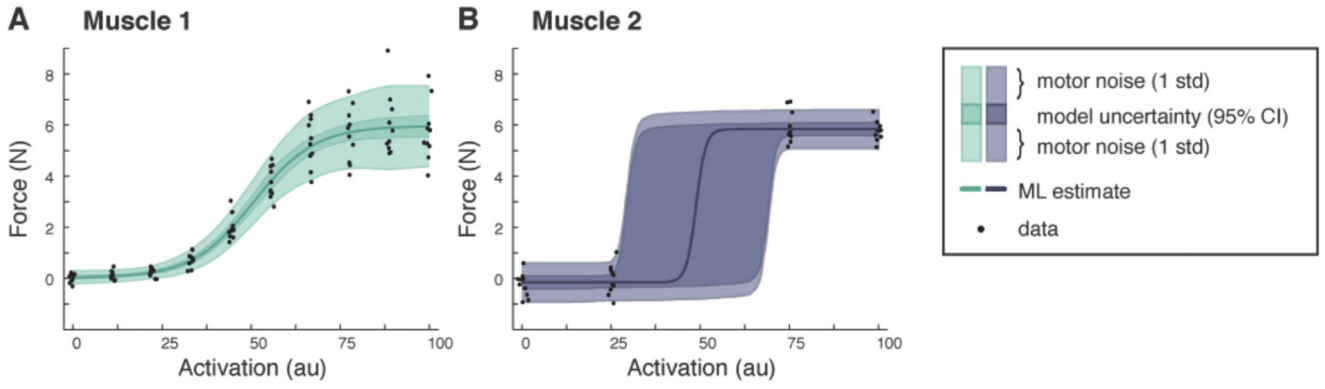 A Muscle 1
Force (N)
8
6
4
2
0
0 25 50 75 100
Activation (au)
B Muscle 2
Force (N)
8
6
4
2
0
0 25 50 75 100
Activation (au)
} motor noise (1 std)
model uncertainty (95% CI)
} motor noise (1 std)
ML estimate
data